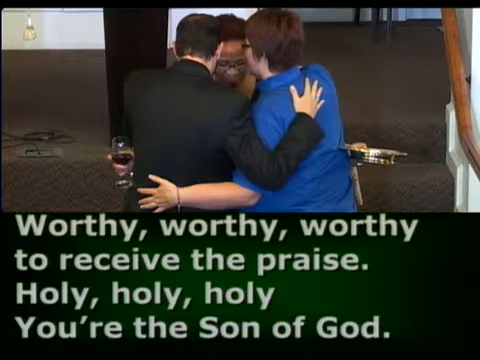 Worthy, worthy, worthy
to receive the praise.
Holy, holy, holy
You're the Son of God.